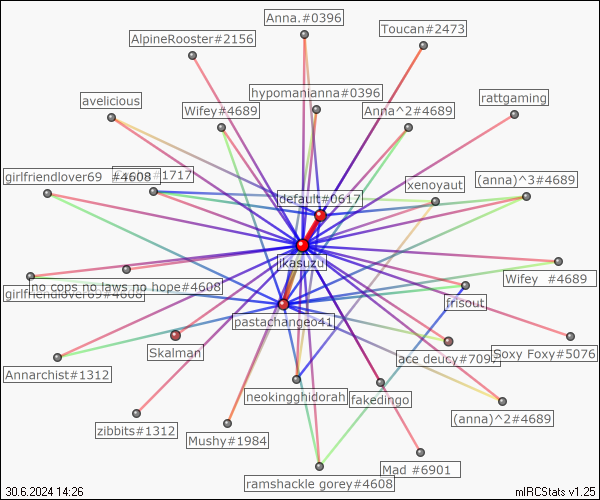 Anna.#0396
Toucan#2473
AlpineRooster#2156
hypomanianna#0396
rattgaming
avelicious
Wifey#4689
Anna^2#4689
girlfriendlover69 #4608
#1717
xenoyaut
(anna)^3#4689
default#0617
jkasuzu
no cops no laws no hope#4608
girlfriendlover69#4608
Wifey #4689
frisout
pastachangeo41
Skalman
ace deucy#7097
Soxy Foxy#5076
Annarchist#1312
neokingghidorah
fakedingo
(anna)^2#4689
zibbits#1312
Mushy#1984
Mad #6901
ramshackle gorey#4608
30.6.2024 14:26
mIRCStats v1.25